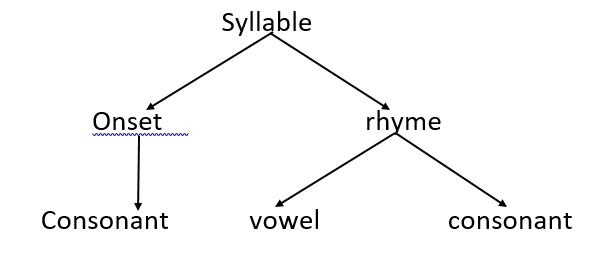 Syllable
Onset rhyme
Consonant vowel consonant